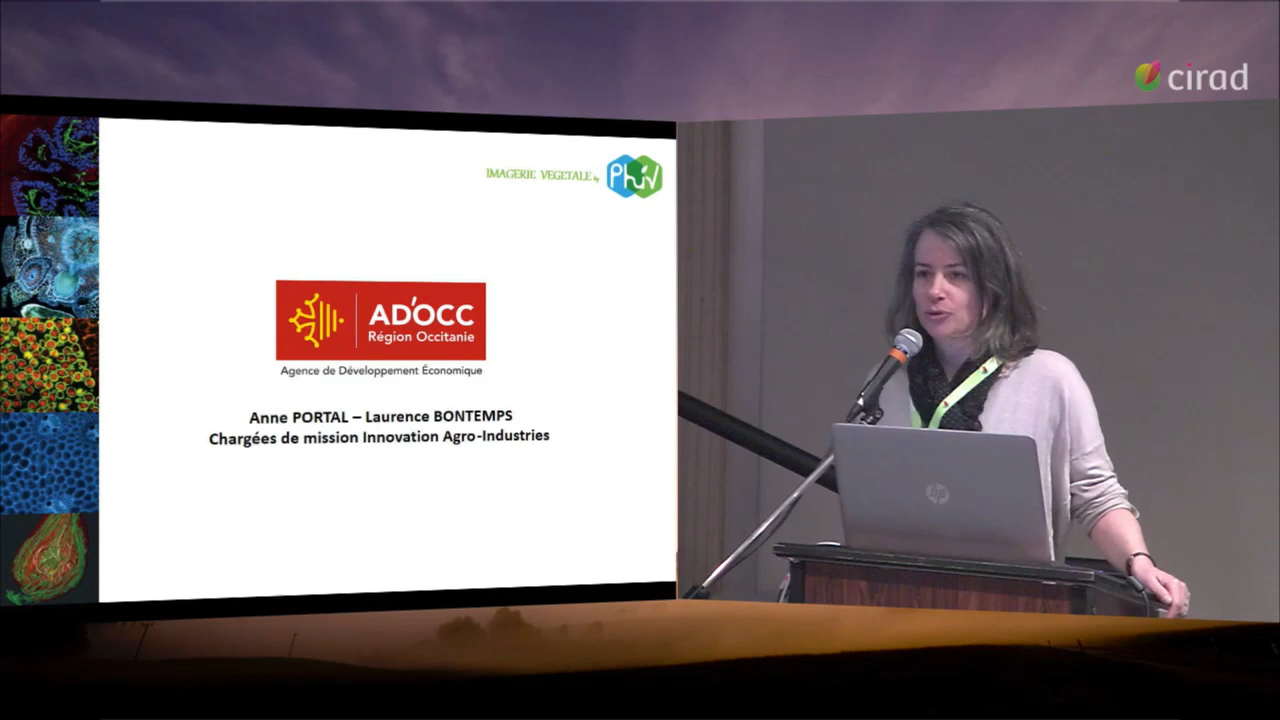 cirad
IMAGERIE VEGETALE by PHIV
AD'OCC
Région Occitanie
Agence de Développement Économique
Anne PORTAL – Laurence BONTEMPS
Chargées de mission Innovation Agro-Industries
hp